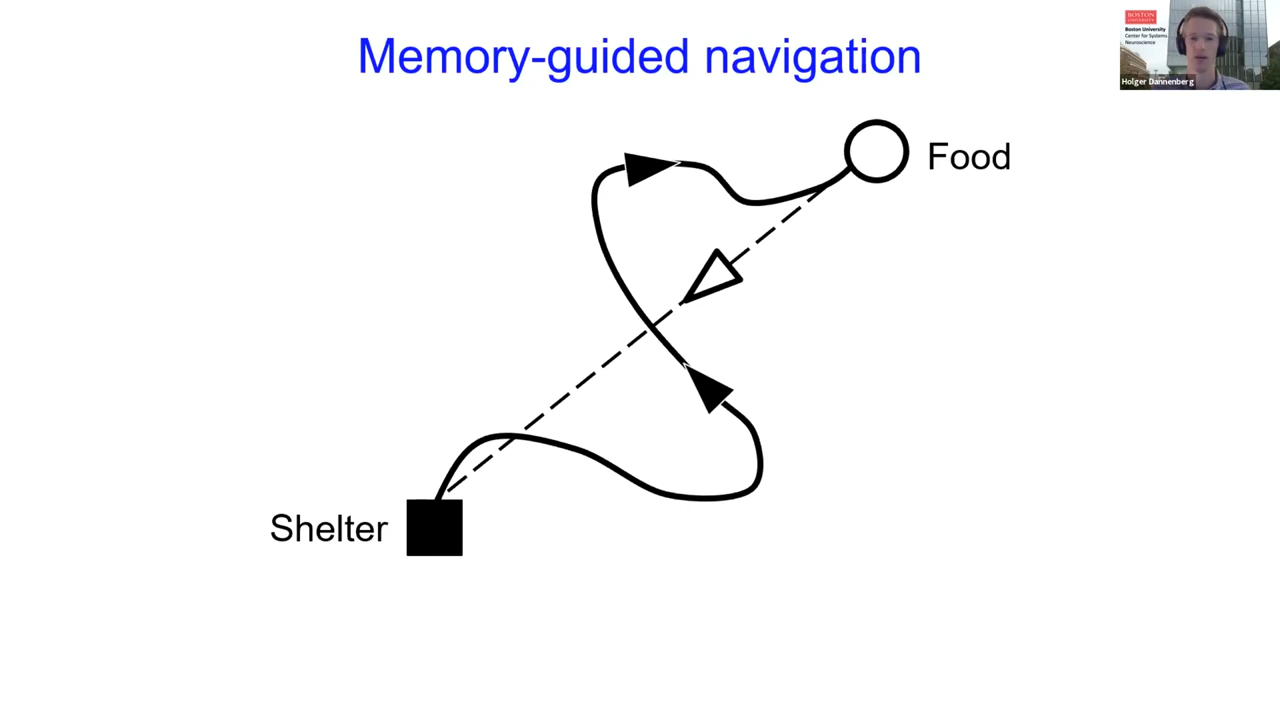 Memory-guided navigation
BOSTON
UNIVERSITY
Boston University
Center for Systems
Neuroscience
Holger Dannenberg
Food
Shelter